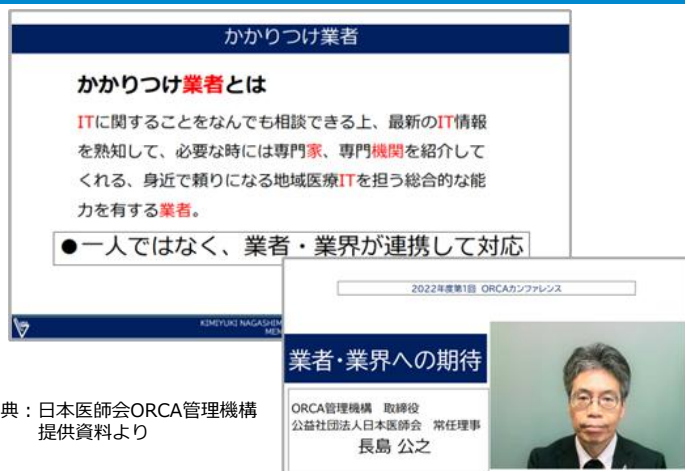 かかりつけ業者
かかりつけ業者とは
ITに関することをなんでも相談できる上、最新のIT情報
を熟知して、必要な時には専門家、専門機関を紹介して
くれる、身近で頼りになる地域医療ITを担う総合的な能
力を有する業者。
●一人ではなく、業者・業界が連携して対応
KIMIYUKI NAGASHIM
MEM
2022年度第1回 ORCAカンファレンス
業者・業界への期待
ORCA管理機構 取締役
公益社団法人日本医師会 常任理事
長島 公之
典：日本医師会ORCA管理機構
提供資料より